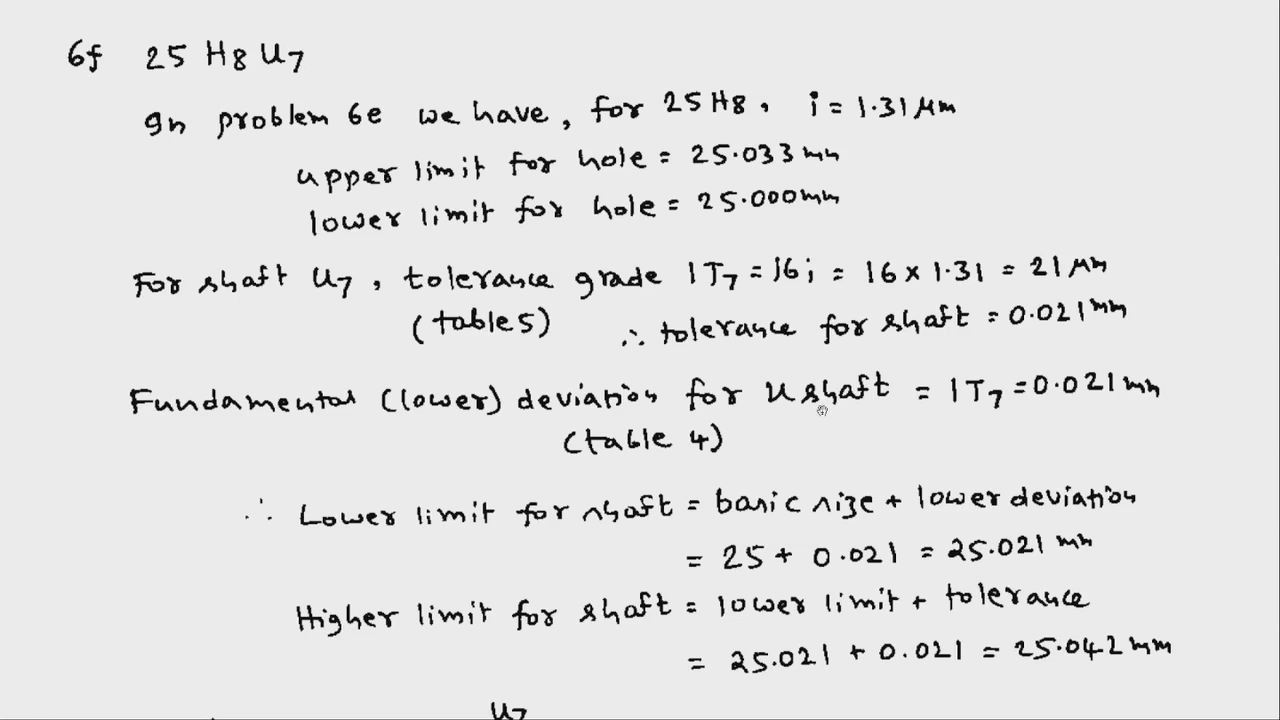 6f 25 H8 U7
In problem 6e we have, for 25 H8, i = 1.31 μm
upper limit for hole = 25.033 mm
lower limit for hole = 25.000 mm
For shaft U7, tolerance grade IT7 = 16i = 16 × 1.31 = 21 μm
(table 5) ∴ tolerance for shaft = 0.021 mm
Fundamental (lower) deviation for u shaft = IT7 = 0.021 mm
(table 4)
∴ Lower limit for shaft = basic size + lower deviation
= 25 + 0.021 = 25.021 mm
Higher limit for shaft = lower limit + tolerance
= 25.021 + 0.021 = 25.042 mm
U7